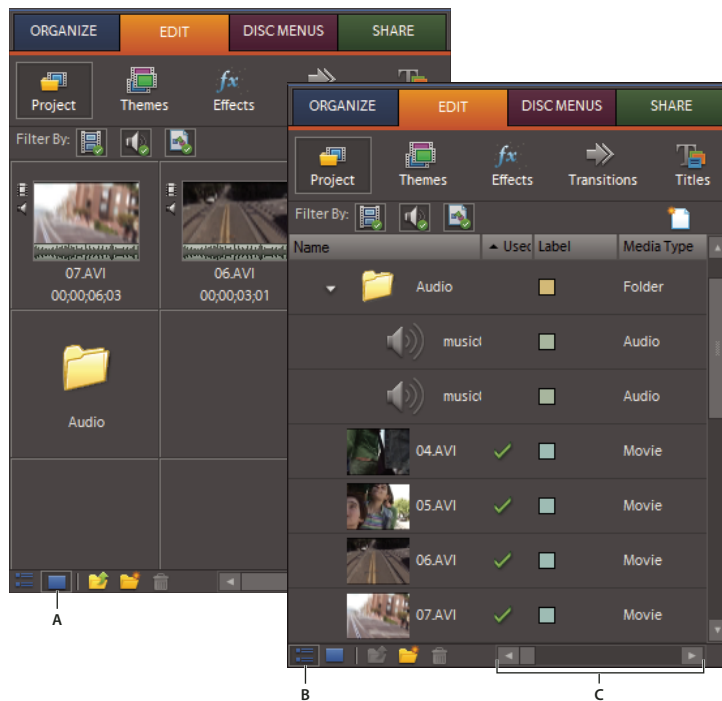 ORGANIZE EDIT DISC MENUS SHARE
Project Themes Effects
Filter By:
07.AVI
00;00;06;03
06.AVI
00;00;03;01
Audio
A
ORGANIZE EDIT DISC MENUS SHARE
Project Themes Effects Transitions Titles
Filter By:
Name Used Label Media Type
Audio Folder
music Audio
music Audio
04.AVI Movie
05.AVI Movie
06.AVI Movie
07.AVI Movie
B C